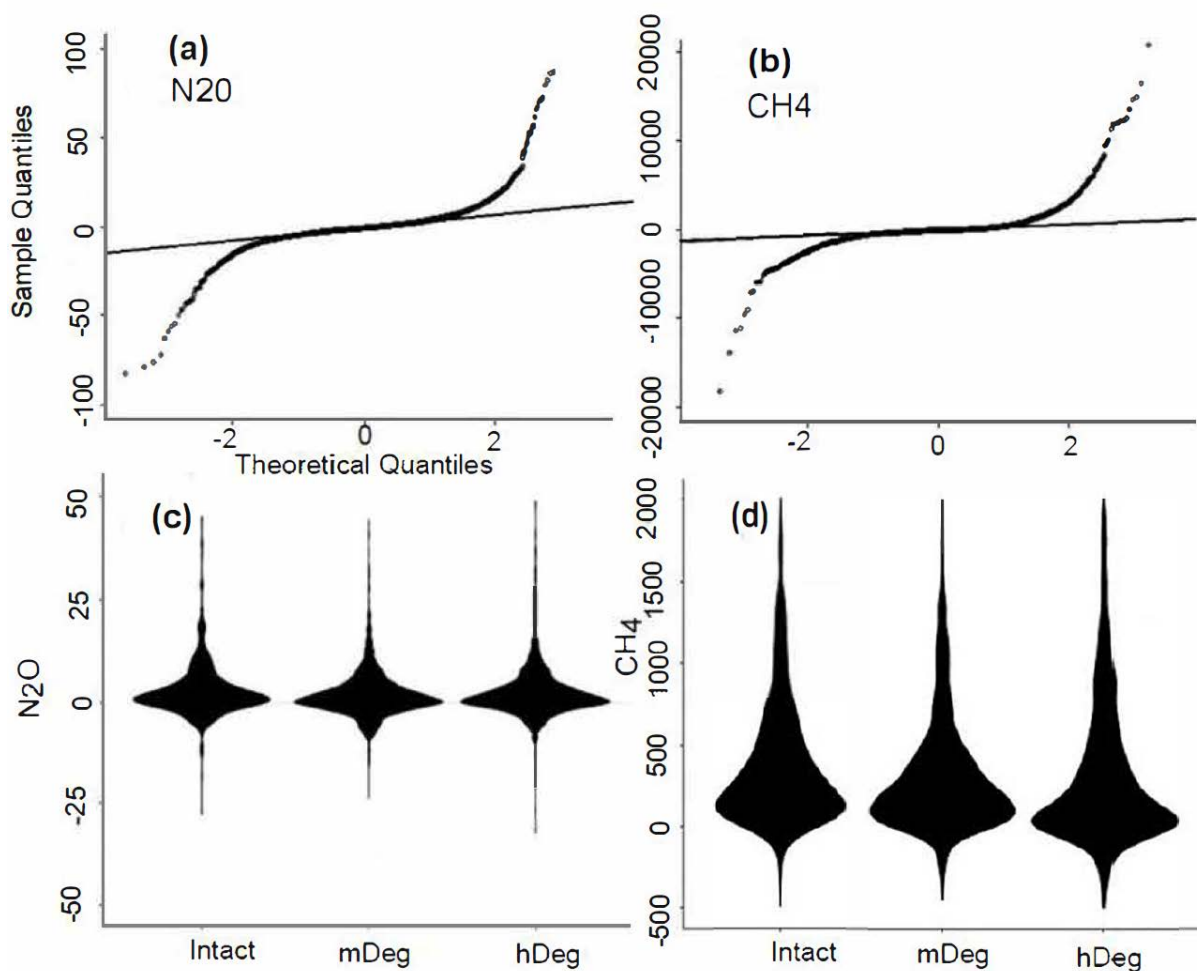 (a)
N20
100
50
0
-50
-100
Sample Quantiles
-2
0
2
Theoretical Quantiles
(b)
CH4
20000
10000
0
-10000
-20000
-2
0
2
(c)
50
25
0
-25
-50
N2O
Intact
mDeg
hDeg
(d)
2000
1500
1000
500
0
-500
CH4
Intact
mDeg
hDeg